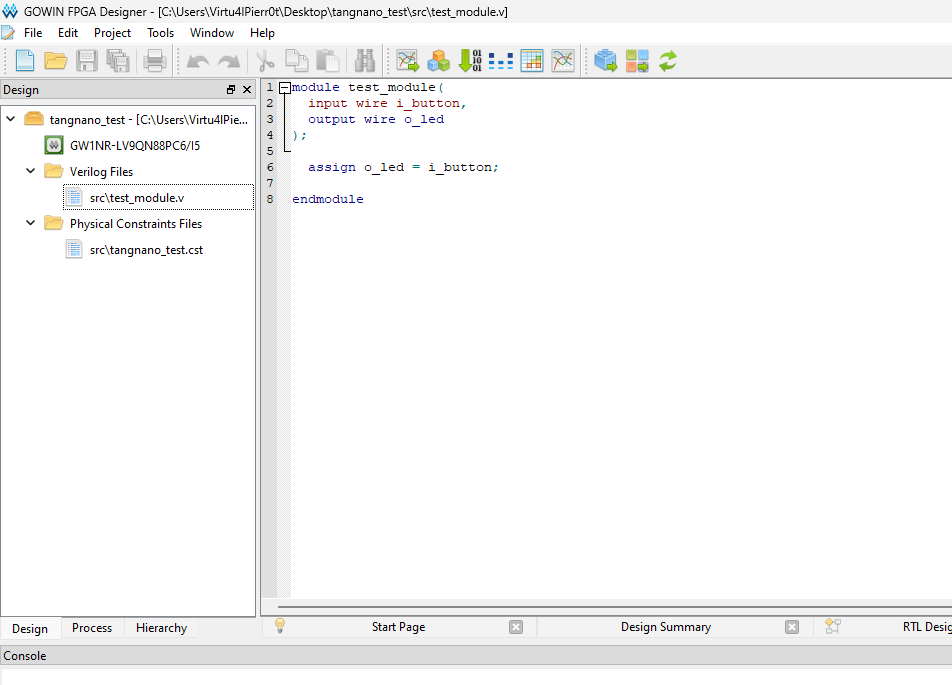 GOWIN FPGA Designer - [C:\Users\Virtu4lPierr0t\Desktop\tangnano_test\src\test_module.v]
File Edit Project Tools Window Help
Design
tangnano_test - [C:\Users\Virtu4lPie...
GW1NR-LV9QN88PC6/I5
Verilog Files
src\test_module.v
Physical Constraints Files
src\tangnano_test.cst
1 module test_module(
2 input wire i_button,
3 output wire o_led
4 );
5
6 assign o_led = i_button;
7
8 endmodule
Design Process Hierarchy
Start Page Design Summary RTL Desig
Console